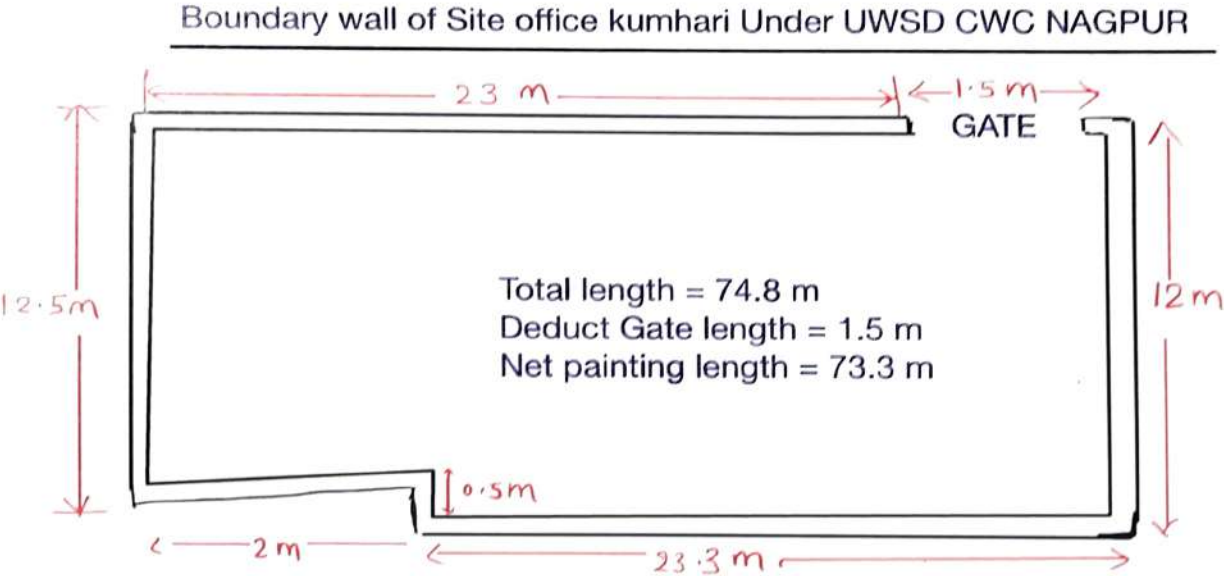 Boundary wall of Site office kumhari Under UWSD CWC NAGPUR
23 m
1.5 m
GATE
12.5m
12 m
Total length = 74.8 m
Deduct Gate length = 1.5 m
Net painting length = 73.3 m
0.5m
2 m
23.3 m